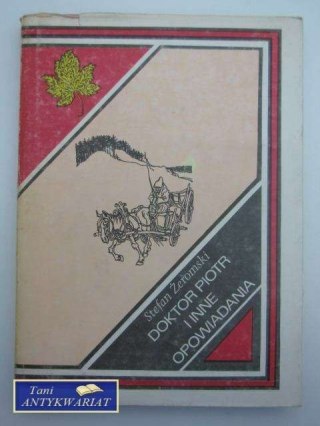 Stefan Żeromski
DOKTOR PIOTR
I INNE
OPOWIADANIA
Tani
ANTYKWARIAT